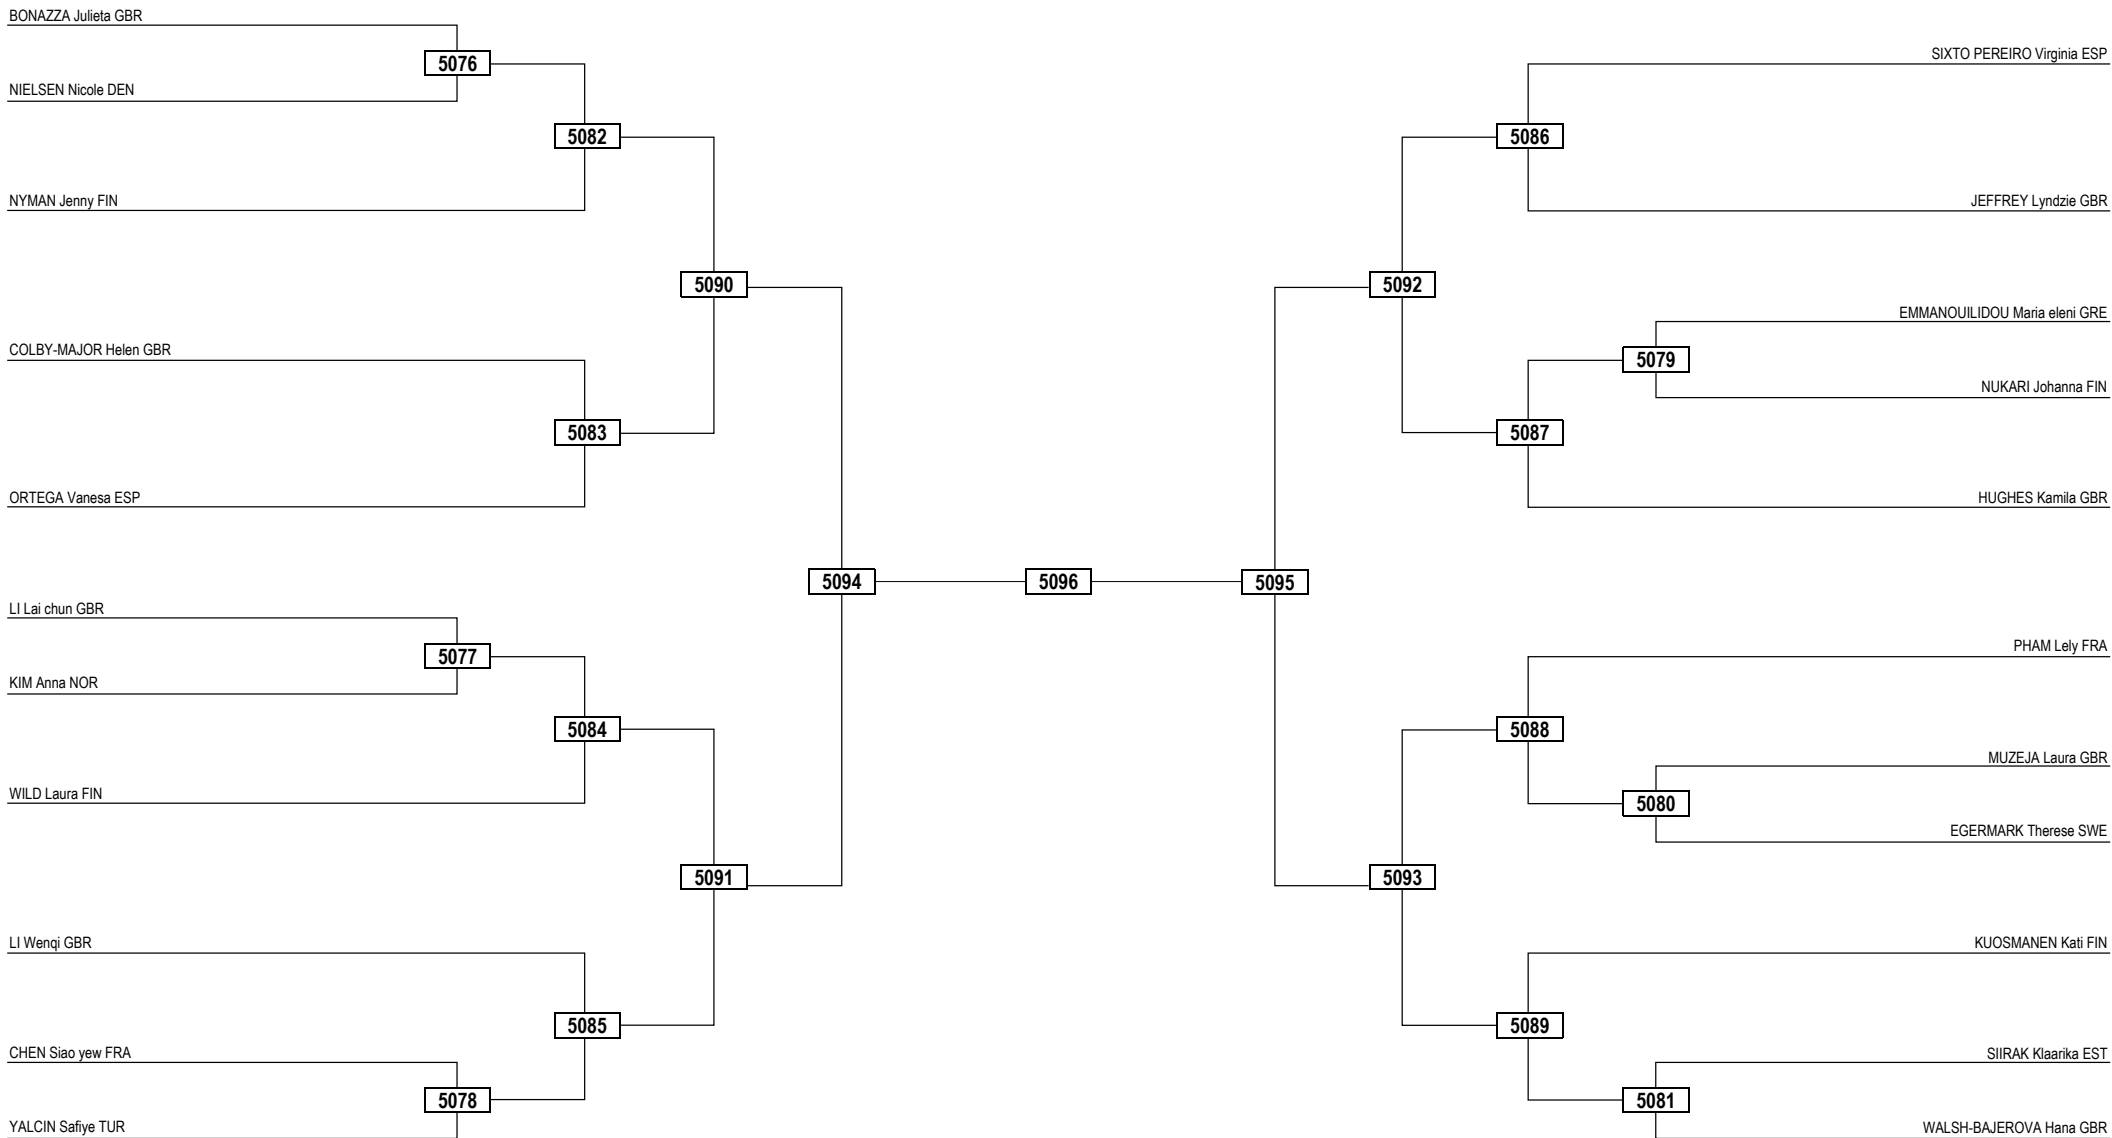 BONAZZA Julieta GBR
5076
NIELSEN Nicole DEN
5082
NYMAN Jenny FIN
5090
COLBY-MAJOR Helen GBR
5083
ORTEGA Vanesa ESP
5094
LI Lai chun GBR
5077
KIM Anna NOR
5084
WILD Laura FIN
5091
LI Wenqi GBR
5085
CHEN Siao yew FRA
5078
YALCIN Safiye TUR
5096
SIXTO PEREIRO Virginia ESP
5086
JEFFREY Lyndzie GBR
5092
EMMANOUILIDOU Maria eleni GRE
5079
NUKARI Johanna FIN
5087
HUGHES Kamila GBR
5095
PHAM Lely FRA
5088
MUZEJA Laura GBR
5080
EGERMARK Therese SWE
5093
KUOSMANEN Kati FIN
5089
SIIRAK Klaarika EST
5081
WALSH-BAJEROVA Hana GBR